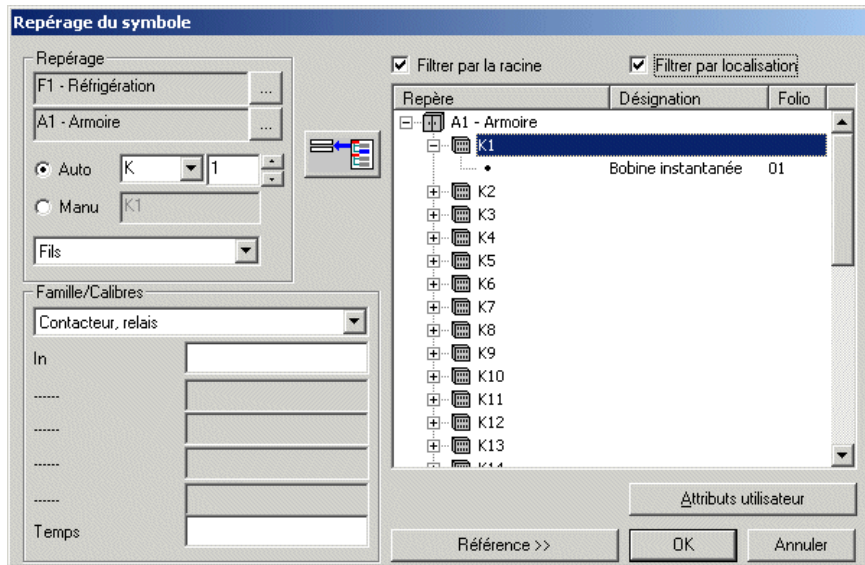 Repérage du symbole
Repérage
F1 - Réfrigération
...
A1 - Armoire
...
Auto
K
1
Manu
K1
Fils
Famille/Calibres
Contacteur, relais
In
------
------
------
------
Temps
Filtrer par la racine
Filtrer par localisation
Repère Désignation Folio
A1 - Armoire
K1
Bobine instantanée 01
K2
K3
K4
K5
K6
K7
K8
K9
K10
K11
K12
K13
K14
Attributs utilisateur
Référence >>
OK
Annuler